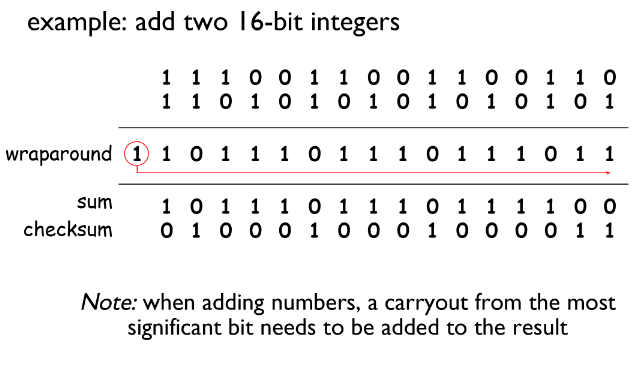 example: add two 16-bit integers
1 1 1 0 0 1 1 0 0 1 1 0 0 1 1 0
1 1 0 1 0 1 0 1 0 1 0 1 0 1 0 1
wraparound 1 1 0 1 1 1 0 1 1 1 0 1 1 1 0 1 1
sum 1 0 1 1 1 0 1 1 1 0 1 1 1 1 0 0
checksum 0 1 0 0 0 1 0 0 0 1 0 0 0 0 1 1
Note: when adding numbers, a carryout from the most
significant bit needs to be added to the result